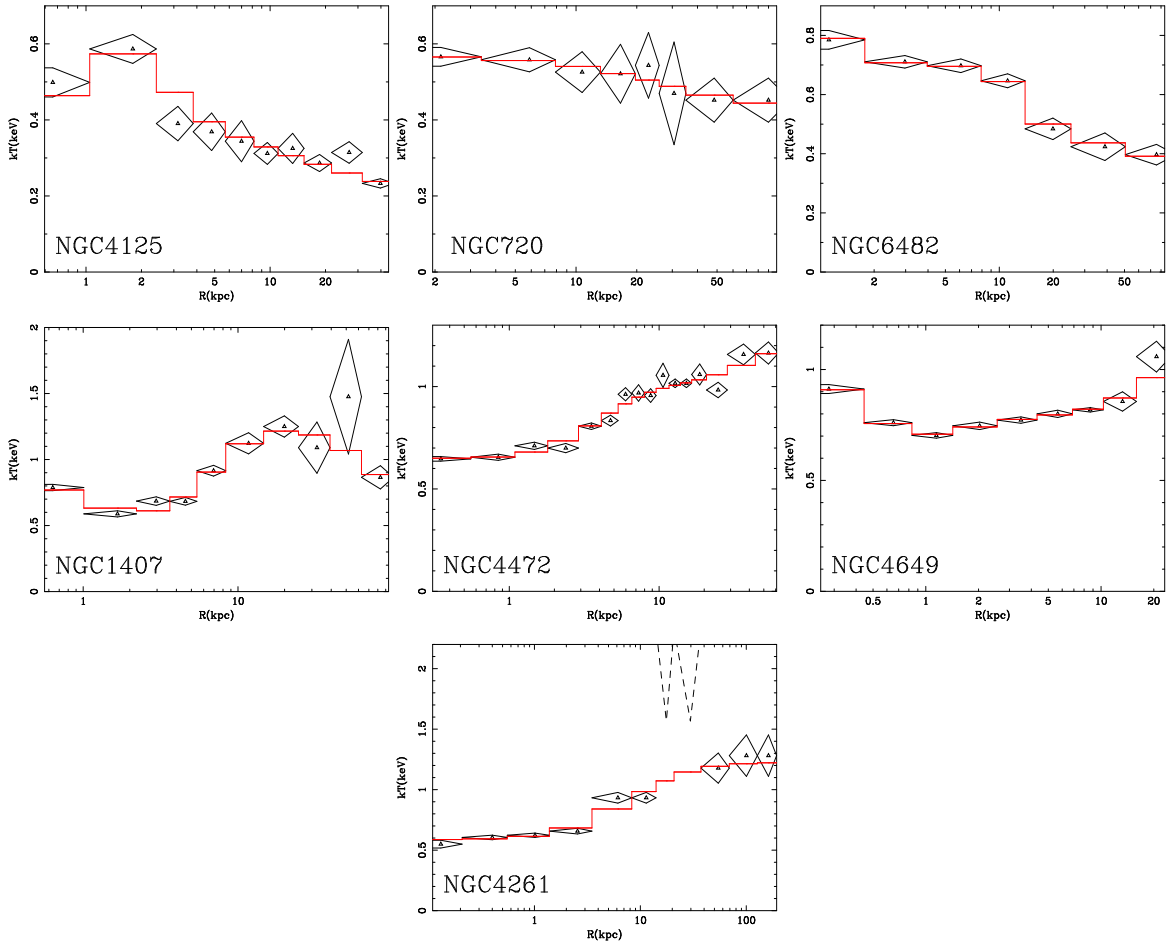 kT(keV)
0.6
0.4
0.2
0
NGC4125
1 2 5 10 20
R(kpc)
kT(keV)
0.6
0.4
0.2
0
NGC720
2 5 10 20 50
R(kpc)
kT(keV)
0.8
0.6
0.4
0.2
0
NGC6482
2 5 10 20 50
R(kpc)
kT(keV)
2
1.5
1
0.5
0
NGC1407
1 10
R(kpc)
kT(keV)
1
0.5
0
NGC4472
1 10
R(kpc)
kT(keV)
1
0.5
0
NGC4649
0.5 1 2 5 10 20
R(kpc)
kT(keV)
2
1.5
1
0.5
0
NGC4261
1 10 100
R(kpc)